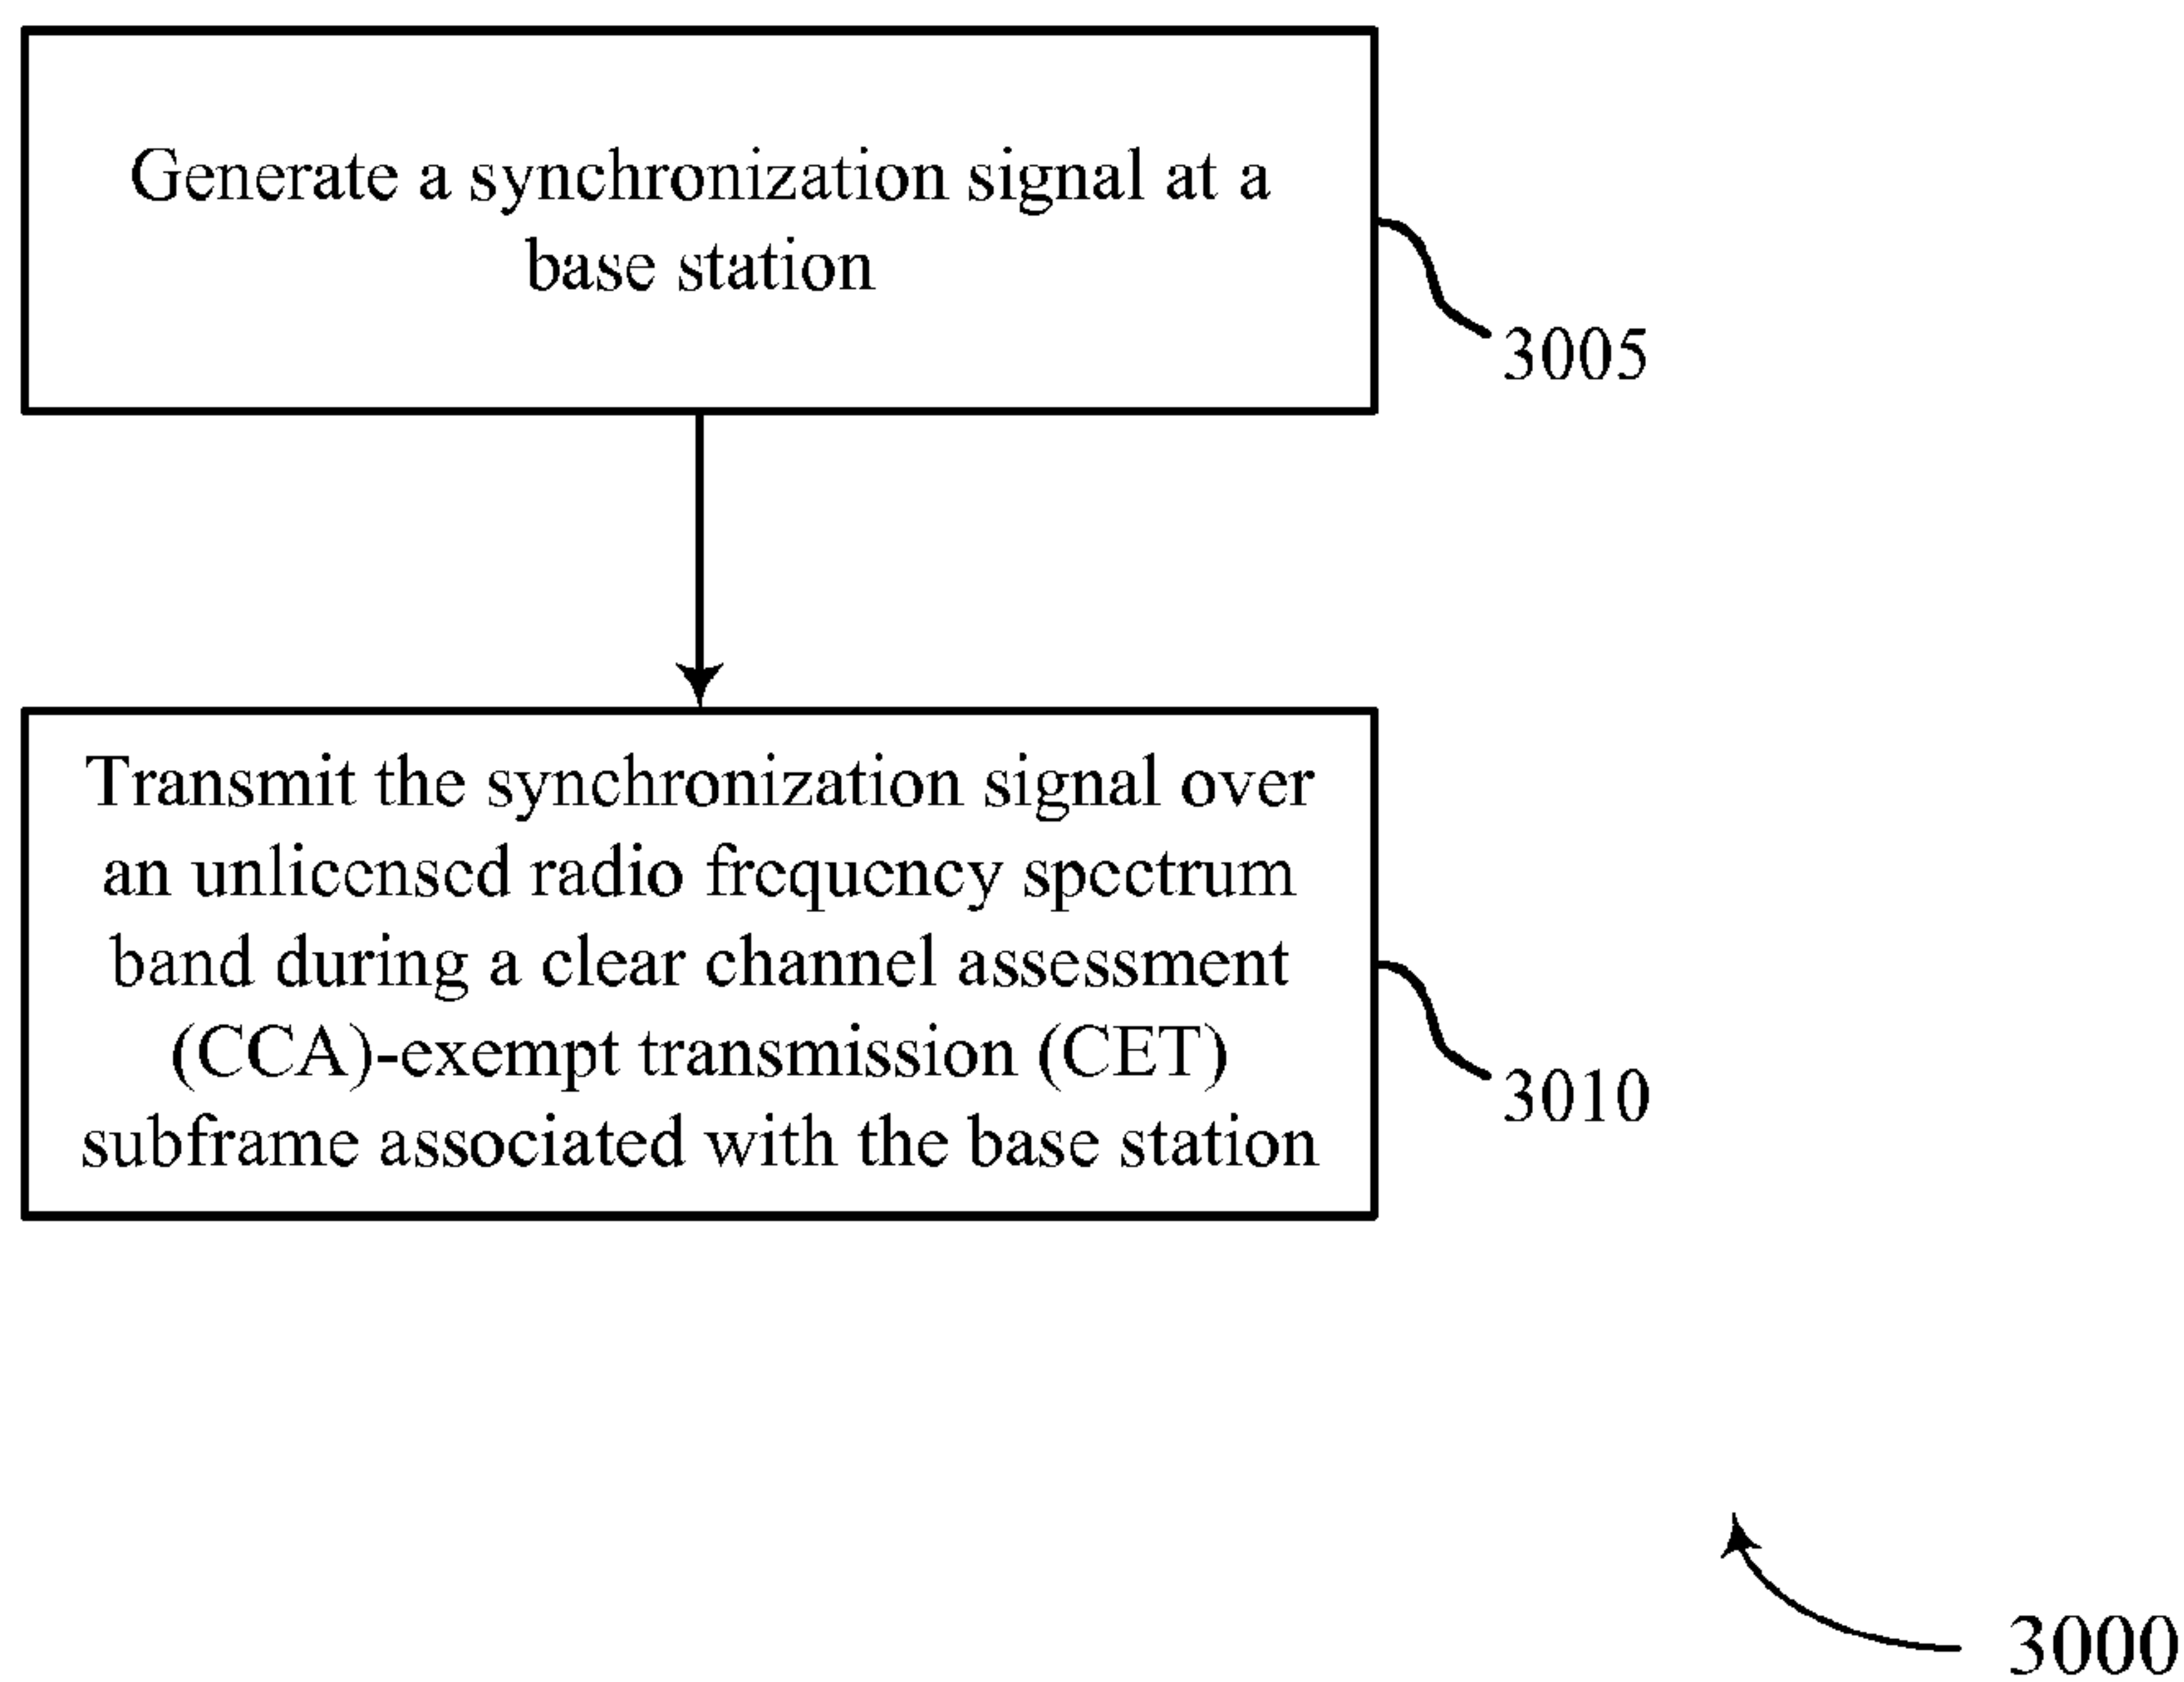 Generate a synchronization signal at a
base station
3005
Transmit the synchronization signal over
an unlicensed radio frequency spectrum
band during a clear channel assessment
(CCA)-exempt transmission (CET)
subframe associated with the base station
3010
3000